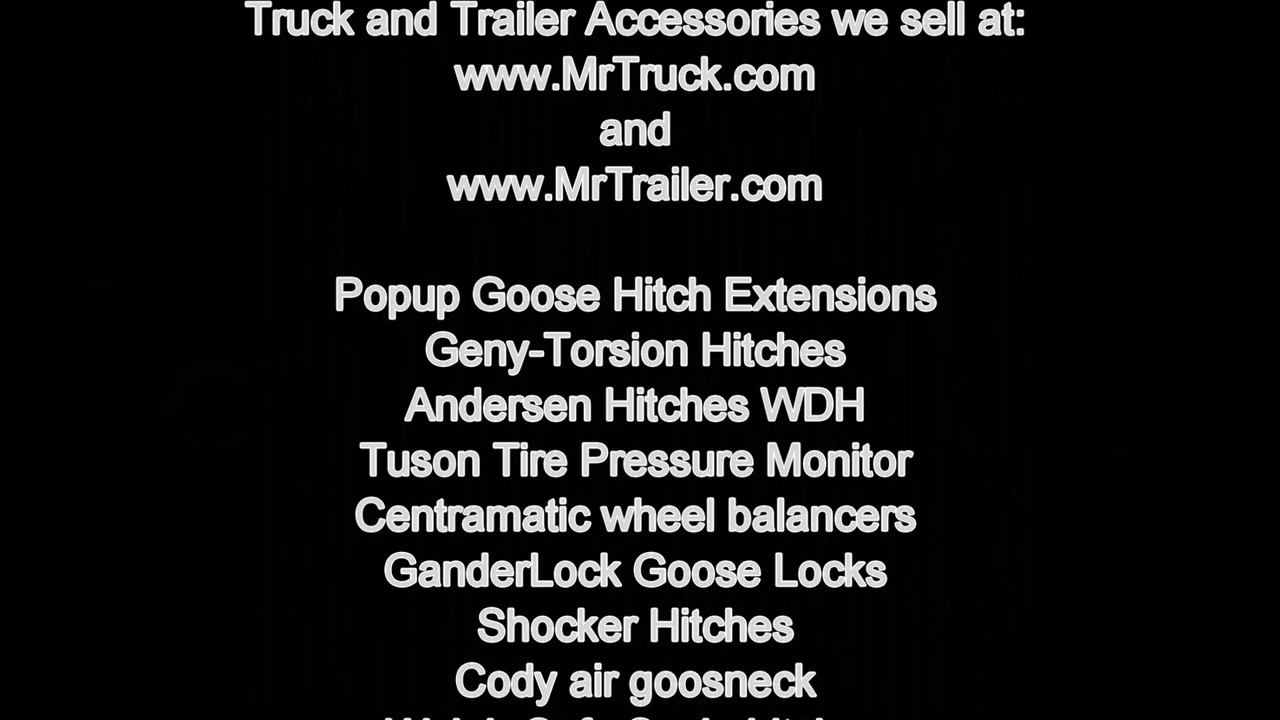 Truck and Trailer Accessories we sell at:
www.MrTruck.com
and
www.MrTrailer.com
Popup Goose Hitch Extensions
Geny-Torsion Hitches
Andersen Hitches WDH
Tuson Tire Pressure Monitor
Centramatic wheel balancers
GanderLock Goose Locks
Shocker Hitches
Cody air goosneck